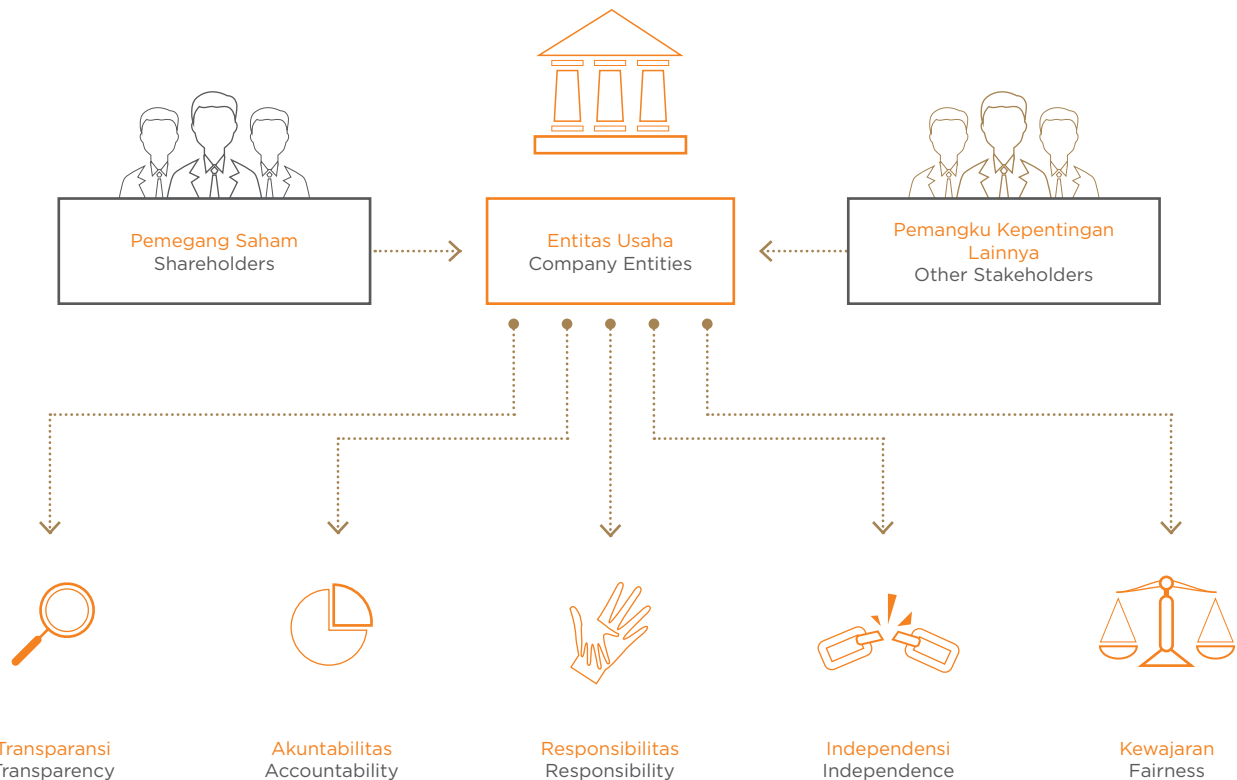 Pemegang Saham
Shareholders
Entitas Usaha
Company Entities
Pemangku Kepentingan
Lainnya
Other Stakeholders
Transparansi
Transparency
Akuntabilitas
Accountability
Responsibilitas
Responsibility
Independensi
Independence
Kewajaran
Fairness